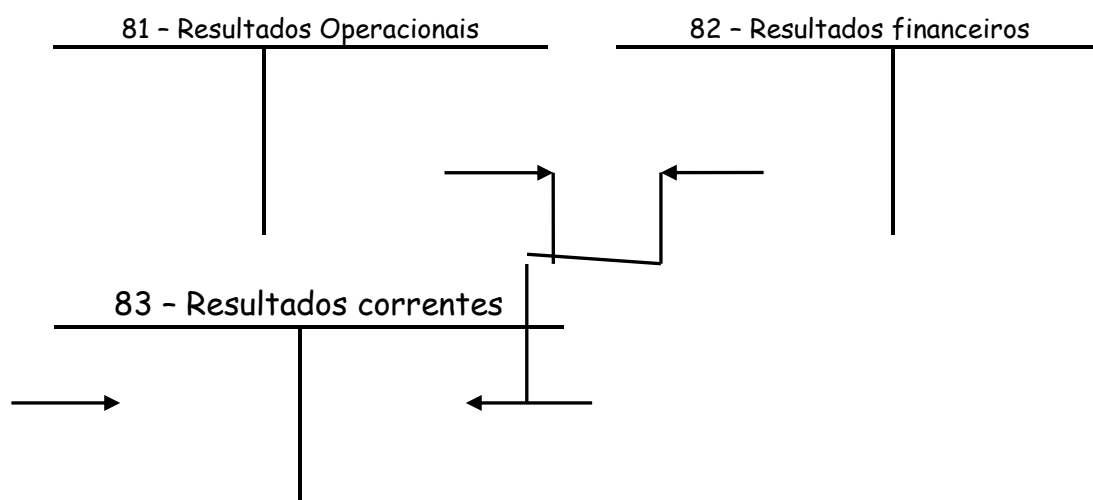 81 – Resultados Operacionais
82 – Resultados financeiros
83 – Resultados correntes